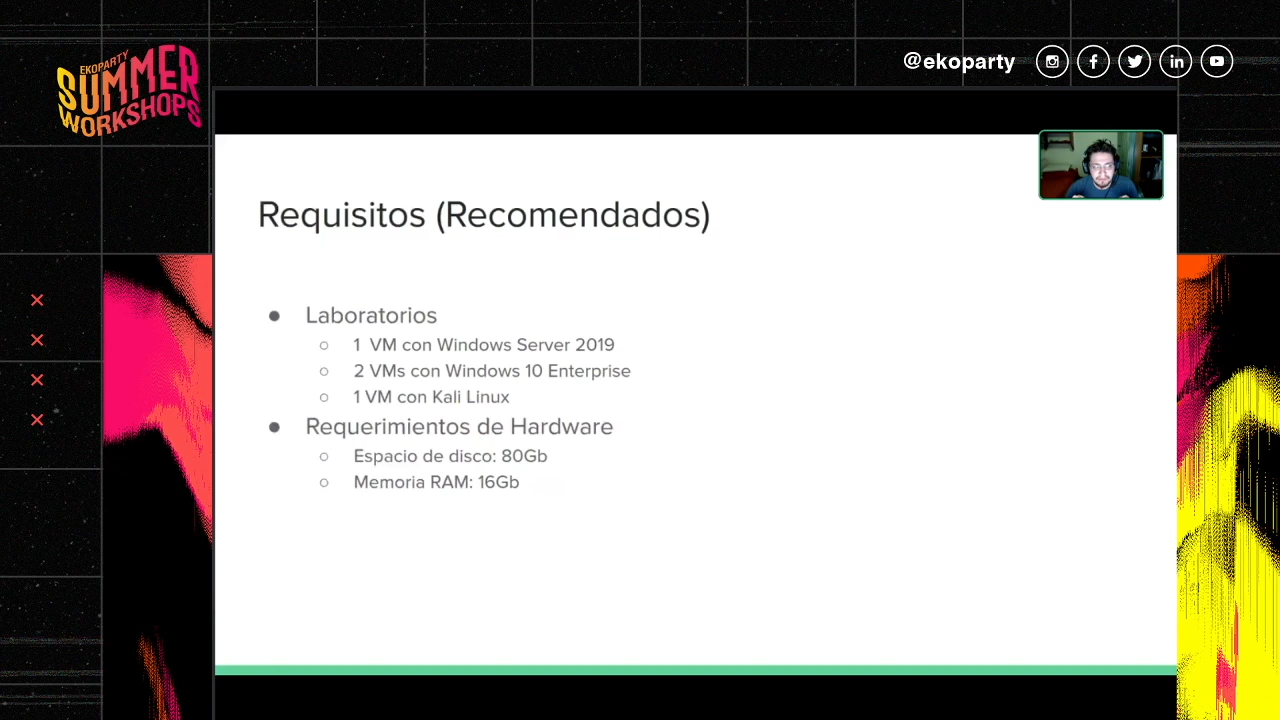 EKOPARTY
SUMMER
WORKSHOPS
@ekoparty
Requisitos (Recomendados)
● Laboratorios
○ 1 VM con Windows Server 2019
○ 2 VMs con Windows 10 Enterprise
○ 1 VM con Kali Linux
● Requerimientos de Hardware
○ Espacio de disco: 80Gb
○ Memoria RAM: 16Gb